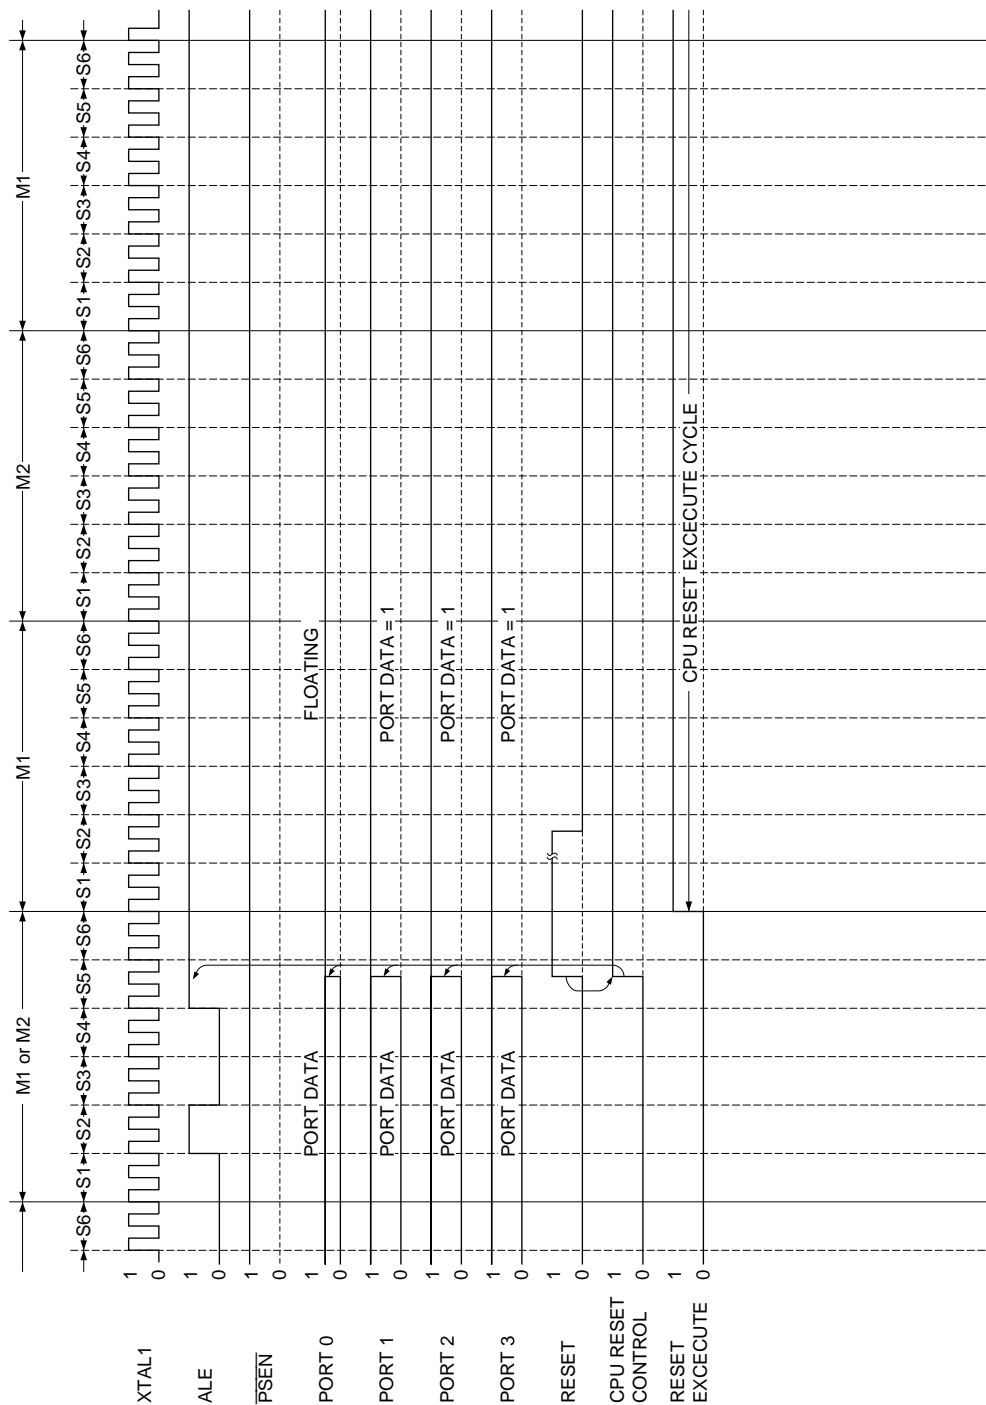 M1 or M2
M1
M2
M1
S6 S1 S2 S3 S4 S5 S6 S1 S2 S3 S4 S5 S6 S1 S2 S3 S4 S5 S6 S1 S2 S3 S4 S5 S6
XTAL1
1
0
ALE
1
0
PSEN
1
0
PORT 0
1
0
PORT DATA
FLOATING
PORT 1
1
0
PORT DATA
PORT DATA = 1
PORT 2
1
0
PORT DATA
PORT DATA = 1
PORT 3
1
0
PORT DATA
PORT DATA = 1
RESET
1
0
CPU RESET
CONTROL
1
0
RESET
EXCECUTE
1
0
CPU RESET EXCECUTE CYCLE